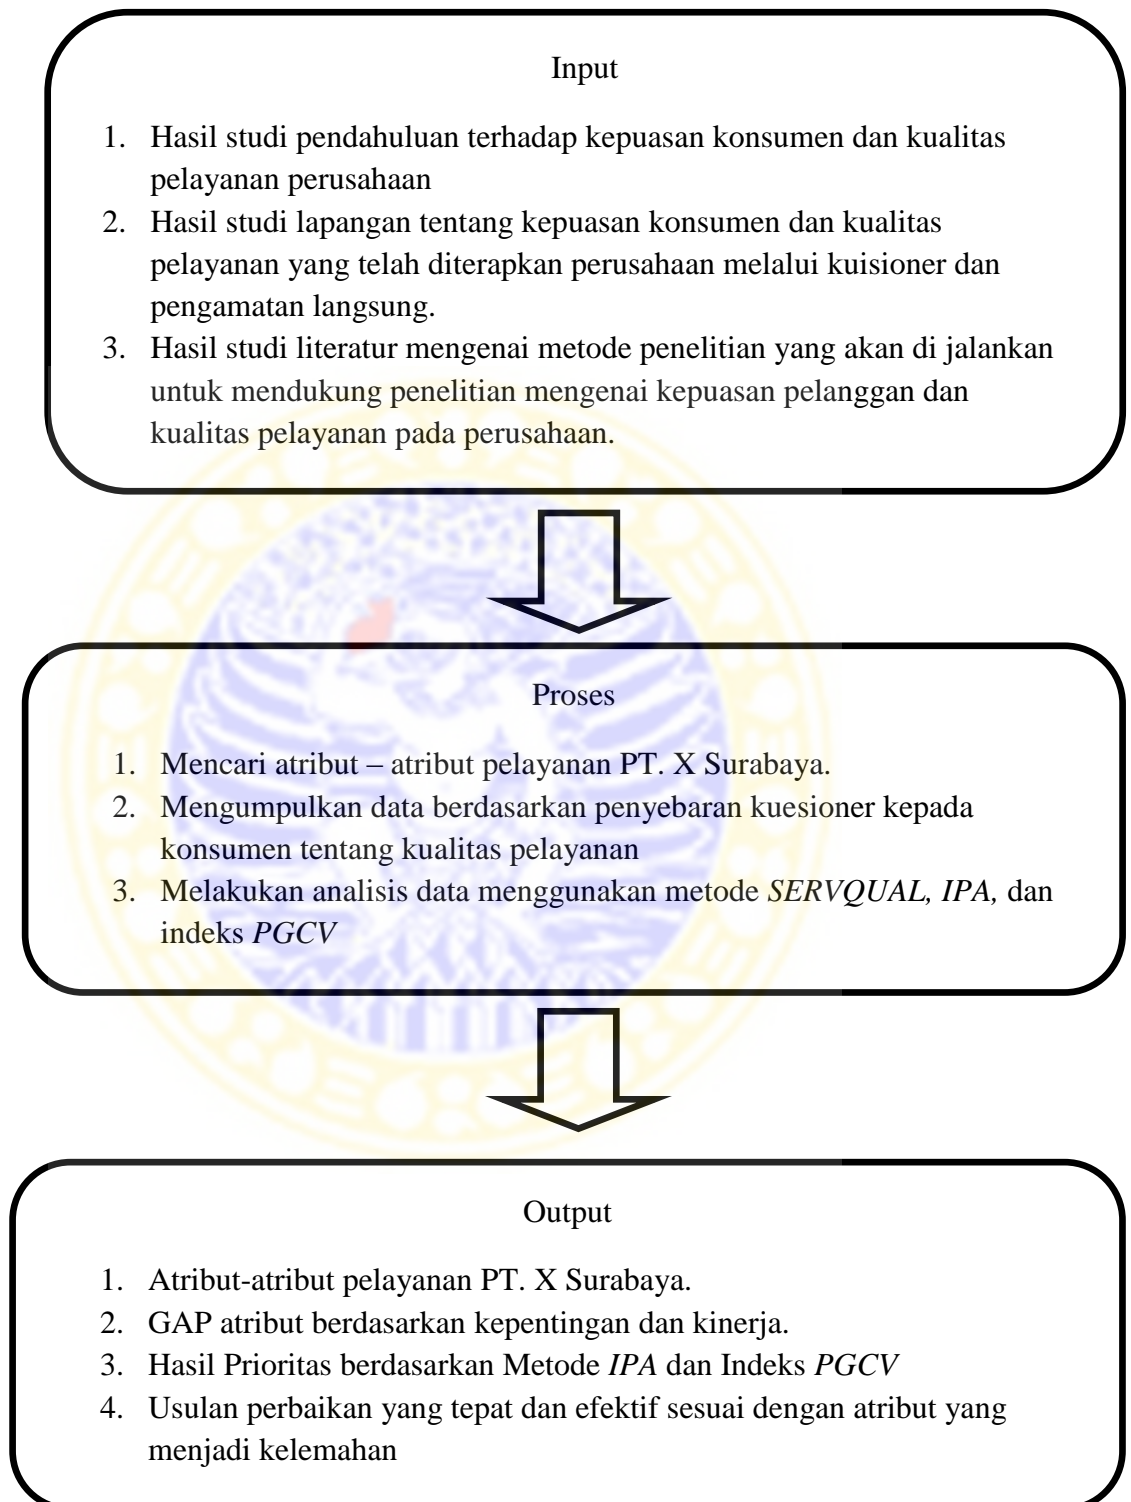 Input
1. Hasil studi pendahuluan terhadap kepuasan konsumen dan kualitas
pelayanan perusahaan
2. Hasil studi lapangan tentang kepuasan konsumen dan kualitas
pelayanan yang telah diterapkan perusahaan melalui kuisioner dan
pengamatan langsung.
3. Hasil studi literatur mengenai metode penelitian yang akan di jalankan
untuk mendukung penelitian mengenai kepuasan pelanggan dan
kualitas pelayanan pada perusahaan.
Proses
1. Mencari atribut – atribut pelayanan PT. X Surabaya.
2. Mengumpulkan data berdasarkan penyebaran kuesioner kepada
konsumen tentang kualitas pelayanan
3. Melakukan analisis data menggunakan metode SERVQUAL, IPA, dan
indeks PGCV
Output
1. Atribut-atribut pelayanan PT. X Surabaya.
2. GAP atribut berdasarkan kepentingan dan kinerja.
3. Hasil Prioritas berdasarkan Metode IPA dan Indeks PGCV
4. Usulan perbaikan yang tepat dan efektif sesuai dengan atribut yang
menjadi kelemahan